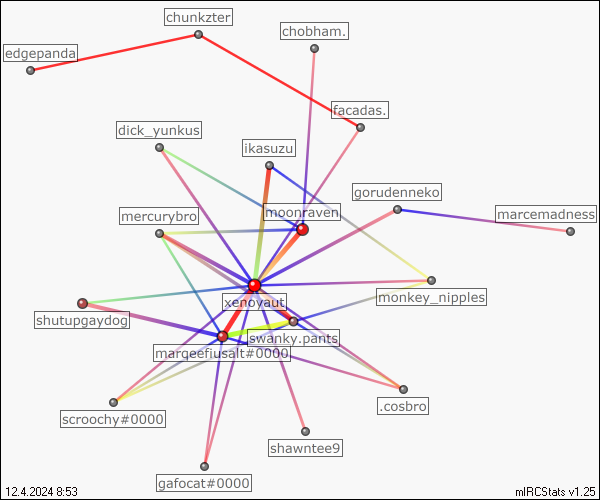 chunkzter
chobham.
edgepanda
facadas.
dick_yunkus
ikasuzu
gorudenneko
moonraven
mercurybro
marcemadness
xenoyaut
monkey_nipples
shutupgaydog
swanky.pants
marqeefiusalt#0000
.cosbro
scroochy#0000
shawntee9
gafocat#0000
12.4.2024 8:53
mIRCStats v1.25